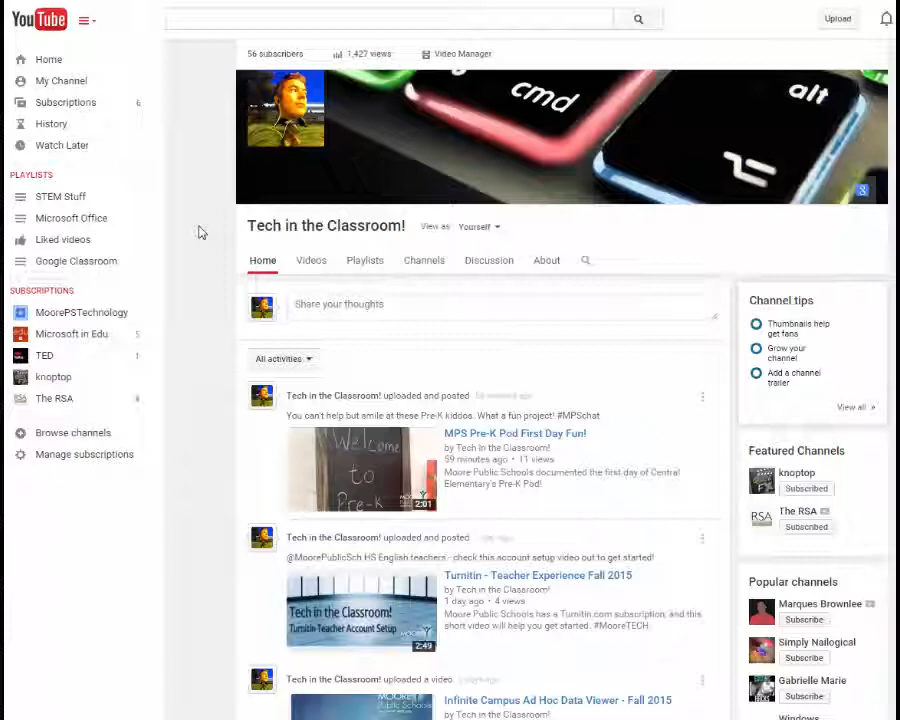 YouTube
Upload
Home
My Channel
Subscriptions 6
History
Watch Later
PLAYLISTS
STEM Stuff
Microsoft Office
Liked videos
Google Classroom
SUBSCRIPTIONS
MoorePSTechnology
Microsoft in Edu 5
TED 1
knoptop
The RSA
Browse channels
Manage subscriptions
56 subscribers 1,427 views Video Manager
cmd alt
Tech in the Classroom! View as Yourself
Home Videos Playlists Channels Discussion About
Share your thoughts
All activities
Tech in the Classroom! uploaded and posted
You can't help but smile at these Pre-K kiddos. What a fun project! #MPSchat
Welcome
to
Pre-K
2:01
MPS Pre-K Pod First Day Fun!
by Tech in the Classroom!
59 minutes ago • 11 views
Moore Public Schools documented the first day of Central
Elementary's Pre-K Pod!
Tech in the Classroom! uploaded and posted
@MoorePublicSch HS English teachers - check this account setup video out to get started!
Tech in the Classroom!
Turnitin-Teacher Account Setup
2:49
Turnitin - Teacher Experience Fall 2015
by Tech in the Classroom!
1 day ago • 4 views
Moore Public Schools has a Turnitin.com subscription, and this
short video will help you get started. #MooreTECH
Tech in the Classroom! uploaded a video
Infinite Campus Ad Hoc Data Viewer - Fall 2015
by Tech in the Classroom!
Channel tips
Thumbnails help
get fans
Grow your
channel
Add a channel
trailer
View all »
Featured Channels
knoptop
Subscribed
The RSA
Subscribed
Popular channels
Marques Brownlee
Subscribe
Simply Nailogical
Subscribe
Gabrielle Marie
Subscribe
Windows